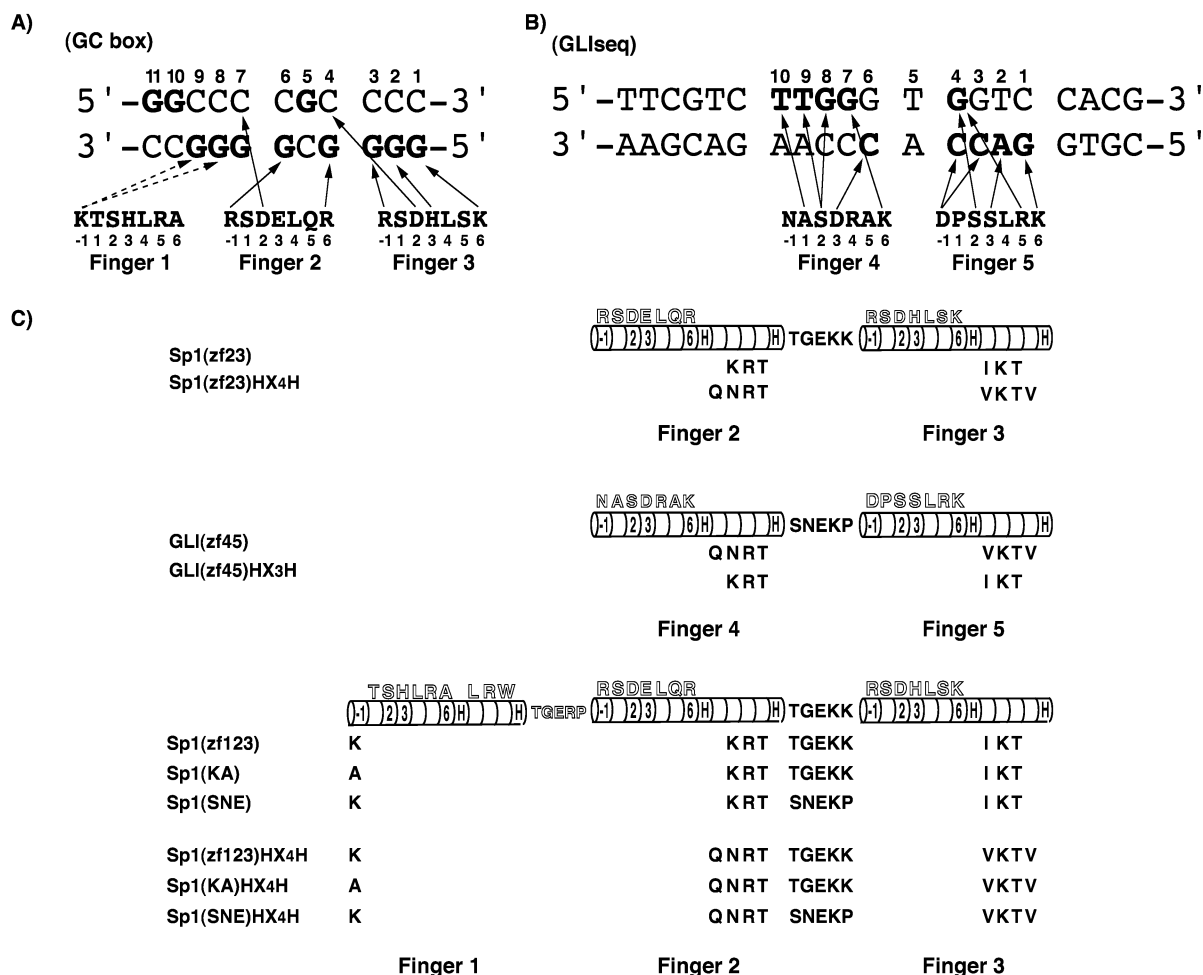 A)
(GC box)
11 10 9 8 7 6 5 4 3 2 1
5'-GGCCC CGC CCC-3'
3'-CCGGG GCG GGG-5'
KTSHLRA RSDELQR RSDHLSK
-1 1 2 3 4 5 6 -1 1 2 3 4 5 6 -1 1 2 3 4 5 6
Finger 1 Finger 2 Finger 3
B)
(GLIseq)
10 9 8 7 6 5 4 3 2 1
5'-TTCGTC TTGGG T GGTC CACG-3'
3'-AAGCAG AACCC A CCAG GTGC-5'
NASDRAK DPSSLRK
-1 1 2 3 4 5 6 -1 1 2 3 4 5 6
Finger 4 Finger 5
C)
RSDELQR RSDHLSK
-1 2 3 6 H H TGEKK -1 2 3 6 H H
Sp1(zf23) KRT IKT
Sp1(zf23)HX4H QNRT VKTV
Finger 2 Finger 3
NASDRAK DPSSLRK
-1 2 3 6 H H SNEKP -1 2 3 6 H H
GLI(zf45) QNRT VKTV
GLI(zf45)HX3H KRT IKT
Finger 4 Finger 5
TSHLRA LRW RSDELQR RSDHLSK
-1 2 3 6 H H TGERP -1 2 3 6 H H TGEKK -1 2 3 6 H H
Sp1(zf123) K KRT TGEKK IKT
Sp1(KA) A KRT TGEKK IKT
Sp1(SNE) K KRT SNEKP IKT
Sp1(zf123)HX4H K QNRT TGEKK VKTV
Sp1(KA)HX4H A QNRT TGEKK VKTV
Sp1(SNE)HX4H K QNRT SNEKP VKTV
Finger 1 Finger 2 Finger 3